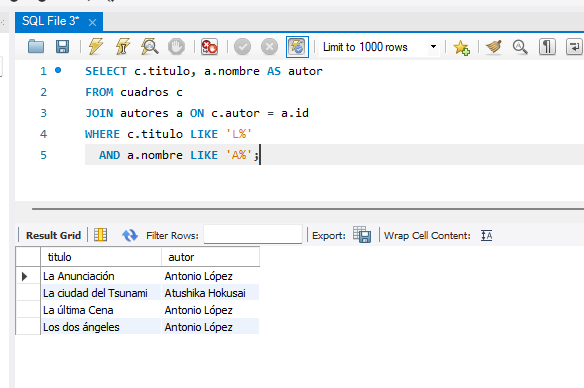 SQL File 3*
Limit to 1000 rows
1 SELECT c.titulo, a.nombre AS autor
2 FROM cuadros c
3 JOIN autores a ON c.autor = a.id
4 WHERE c.titulo LIKE 'L%'
5 AND a.nombre LIKE 'A%';
Result Grid Filter Rows: Export: Wrap Cell Content:
titulo autor
La Anunciación Antonio López
La ciudad del Tsunami Atushika Hokusai
La última Cena Antonio López
Los dos ángeles Antonio López